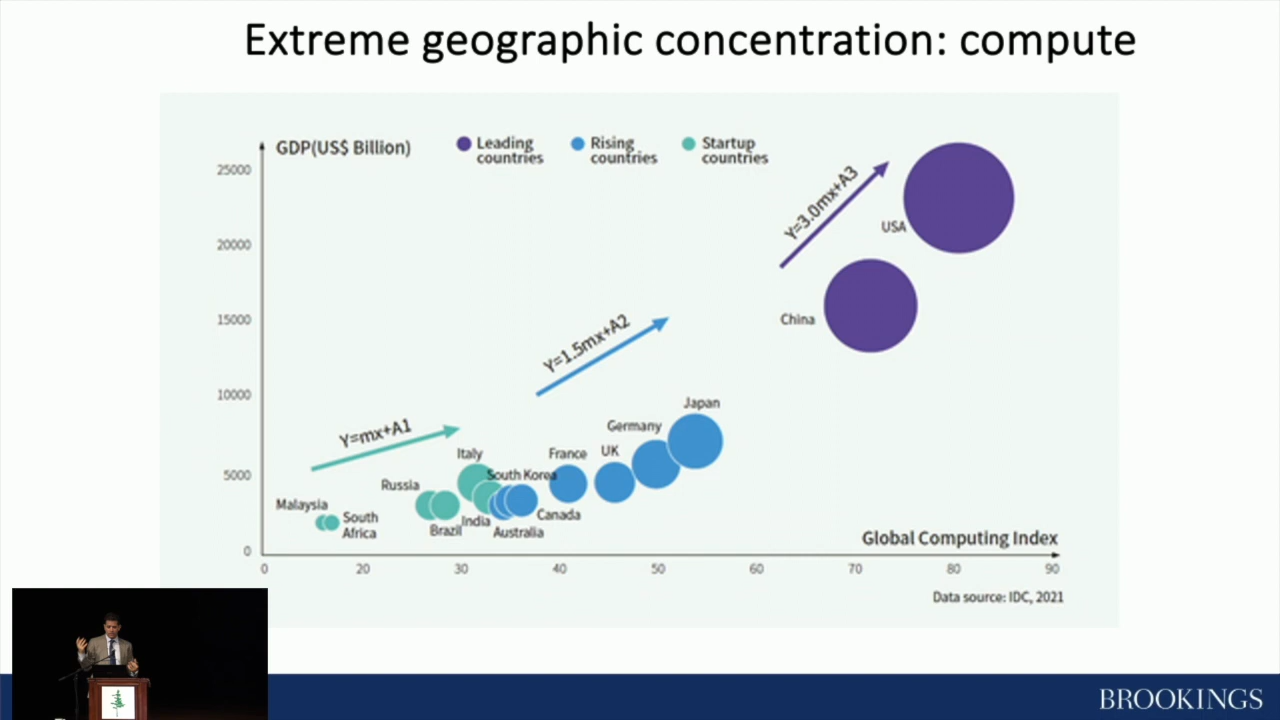 Extreme geographic concentration: compute
GDP(US$ Billion)
Leading
countries
Rising
countries
Startup
countries
25000
20000
15000
10000
5000
0
Y=mx+A1
Y=1.5mx+A2
Y=3.0mx+A3
USA
China
Japan
Germany
UK
France
Italy
South Korea
Russia
Malaysia
South
Africa
Brazil
India
Canada
Australia
Global Computing Index
0 20 30 40 50 60 70 80 90
Data source: IDC, 2021
BROOKINGS